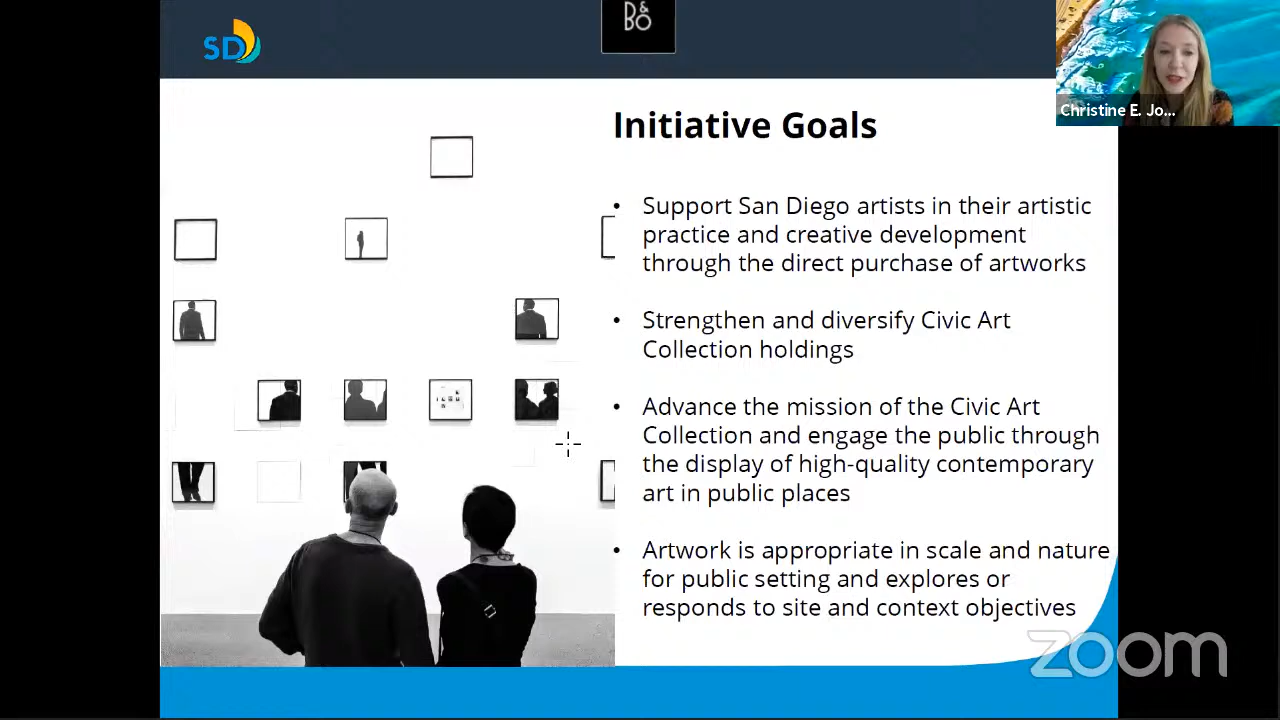 SD
B&
BO
Christine E. Jo...
Initiative Goals
• Support San Diego artists in their artistic
practice and creative development
through the direct purchase of artworks
• Strengthen and diversify Civic Art
Collection holdings
• Advance the mission of the Civic Art
Collection and engage the public through
the display of high-quality contemporary
art in public places
• Artwork is appropriate in scale and nature
for public setting and explores or
responds to site and context objectives
zoom